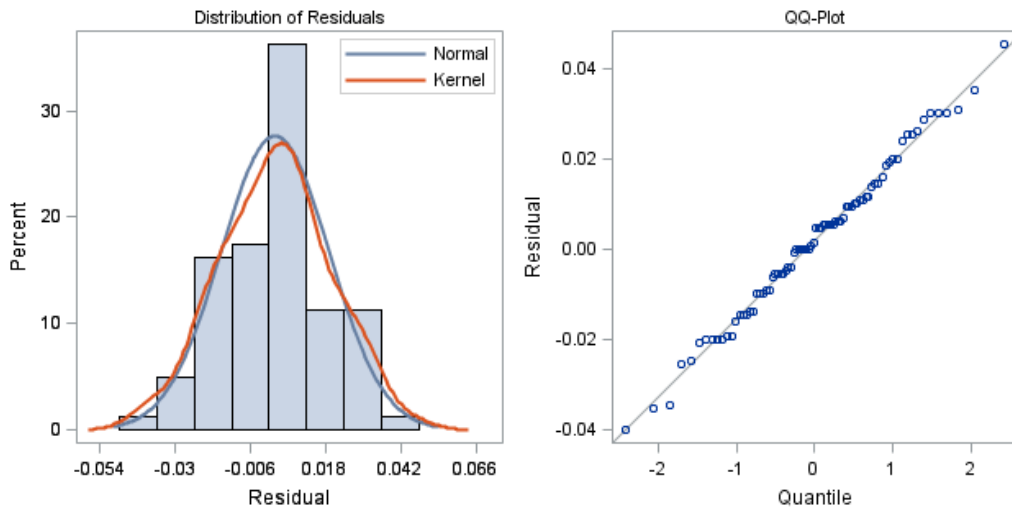 Distribution of Residuals
Normal
Kernel
30
20
10
0
Percent
-0.054 -0.03 -0.006 0.018 0.042 0.066
Residual
QQ-Plot
0.04
0.02
0.00
-0.02
-0.04
Residual
-2 -1 0 1 2
Quantile